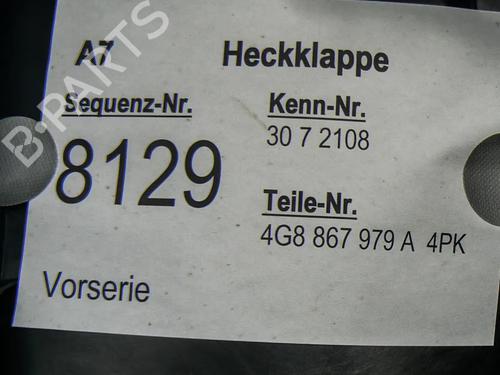 A7 Heckklappe
Sequenz-Nr. Kenn-Nr.
8129 30 7 2108
Teile-Nr.
4G8 867 979 A 4PK
Vorserie
B-PARTS